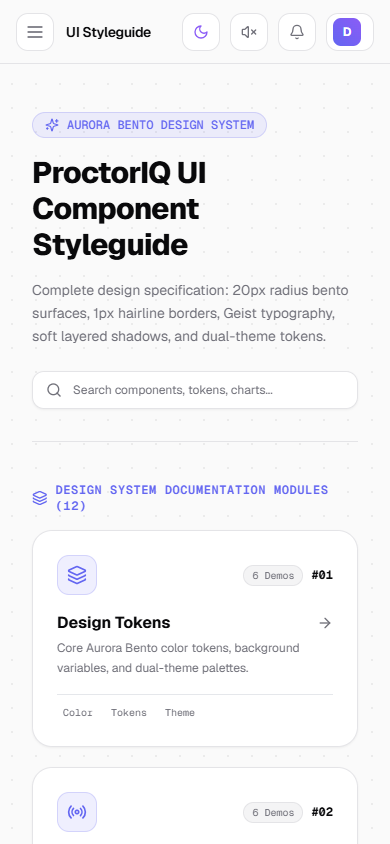 UI Styleguide
D
AURORA BENTO DESIGN SYSTEM
ProctorIQ UI
Component
Styleguide
Complete design specification: 20px radius bento
surfaces, 1px hairline borders, Geist typography,
soft layered shadows, and dual-theme tokens.
Search components, tokens, charts...
DESIGN SYSTEM DOCUMENTATION MODULES
(12)
6 Demos #01
Design Tokens
Core Aurora Bento color tokens, background
variables, and dual-theme palettes.
Color Tokens Theme
6 Demos #02